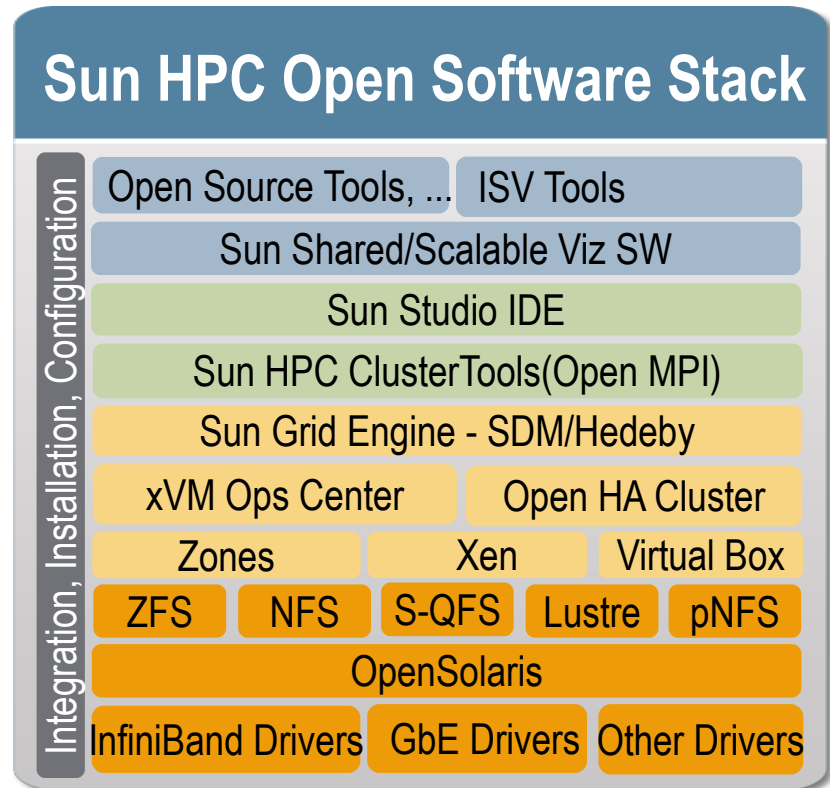 Sun HPC Open Software Stack
Integration, Installation, Configuration
Open Source Tools, ...
ISV Tools
Sun Shared/Scalable Viz SW
Sun Studio IDE
Sun HPC ClusterTools(Open MPI)
Sun Grid Engine - SDM/Hedeby
xVM Ops Center
Open HA Cluster
Zones
Xen
Virtual Box
ZFS
NFS
S-QFS
Lustre
pNFS
OpenSolaris
InfiniBand Drivers
GbE Drivers
Other Drivers